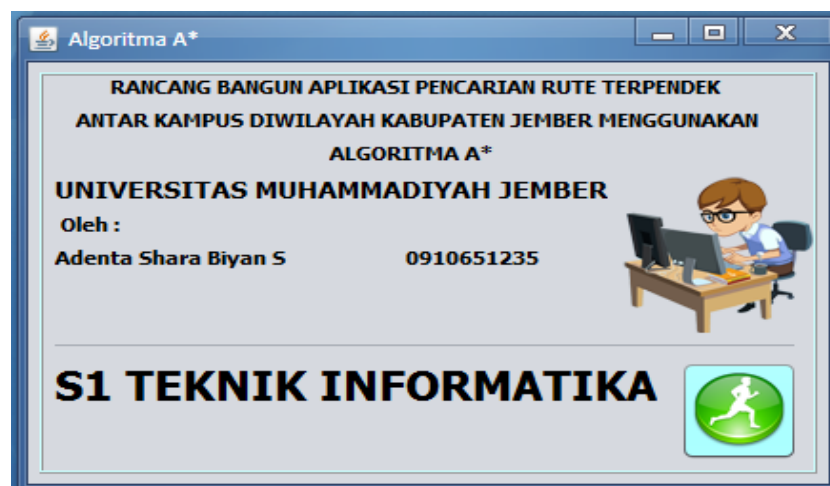 Algoritma A*
RANCANG BANGUN APLIKASI PENCARIAN RUTE TERPENDEK
ANTAR KAMPUS DIWILAYAH KABUPATEN JEMBER MENGGUNAKAN
ALGORITMA A*
UNIVERSITAS MUHAMMADIYAH JEMBER
Oleh :
Adenta Shara Biyan S 0910651235
S1 TEKNIK INFORMATIKA